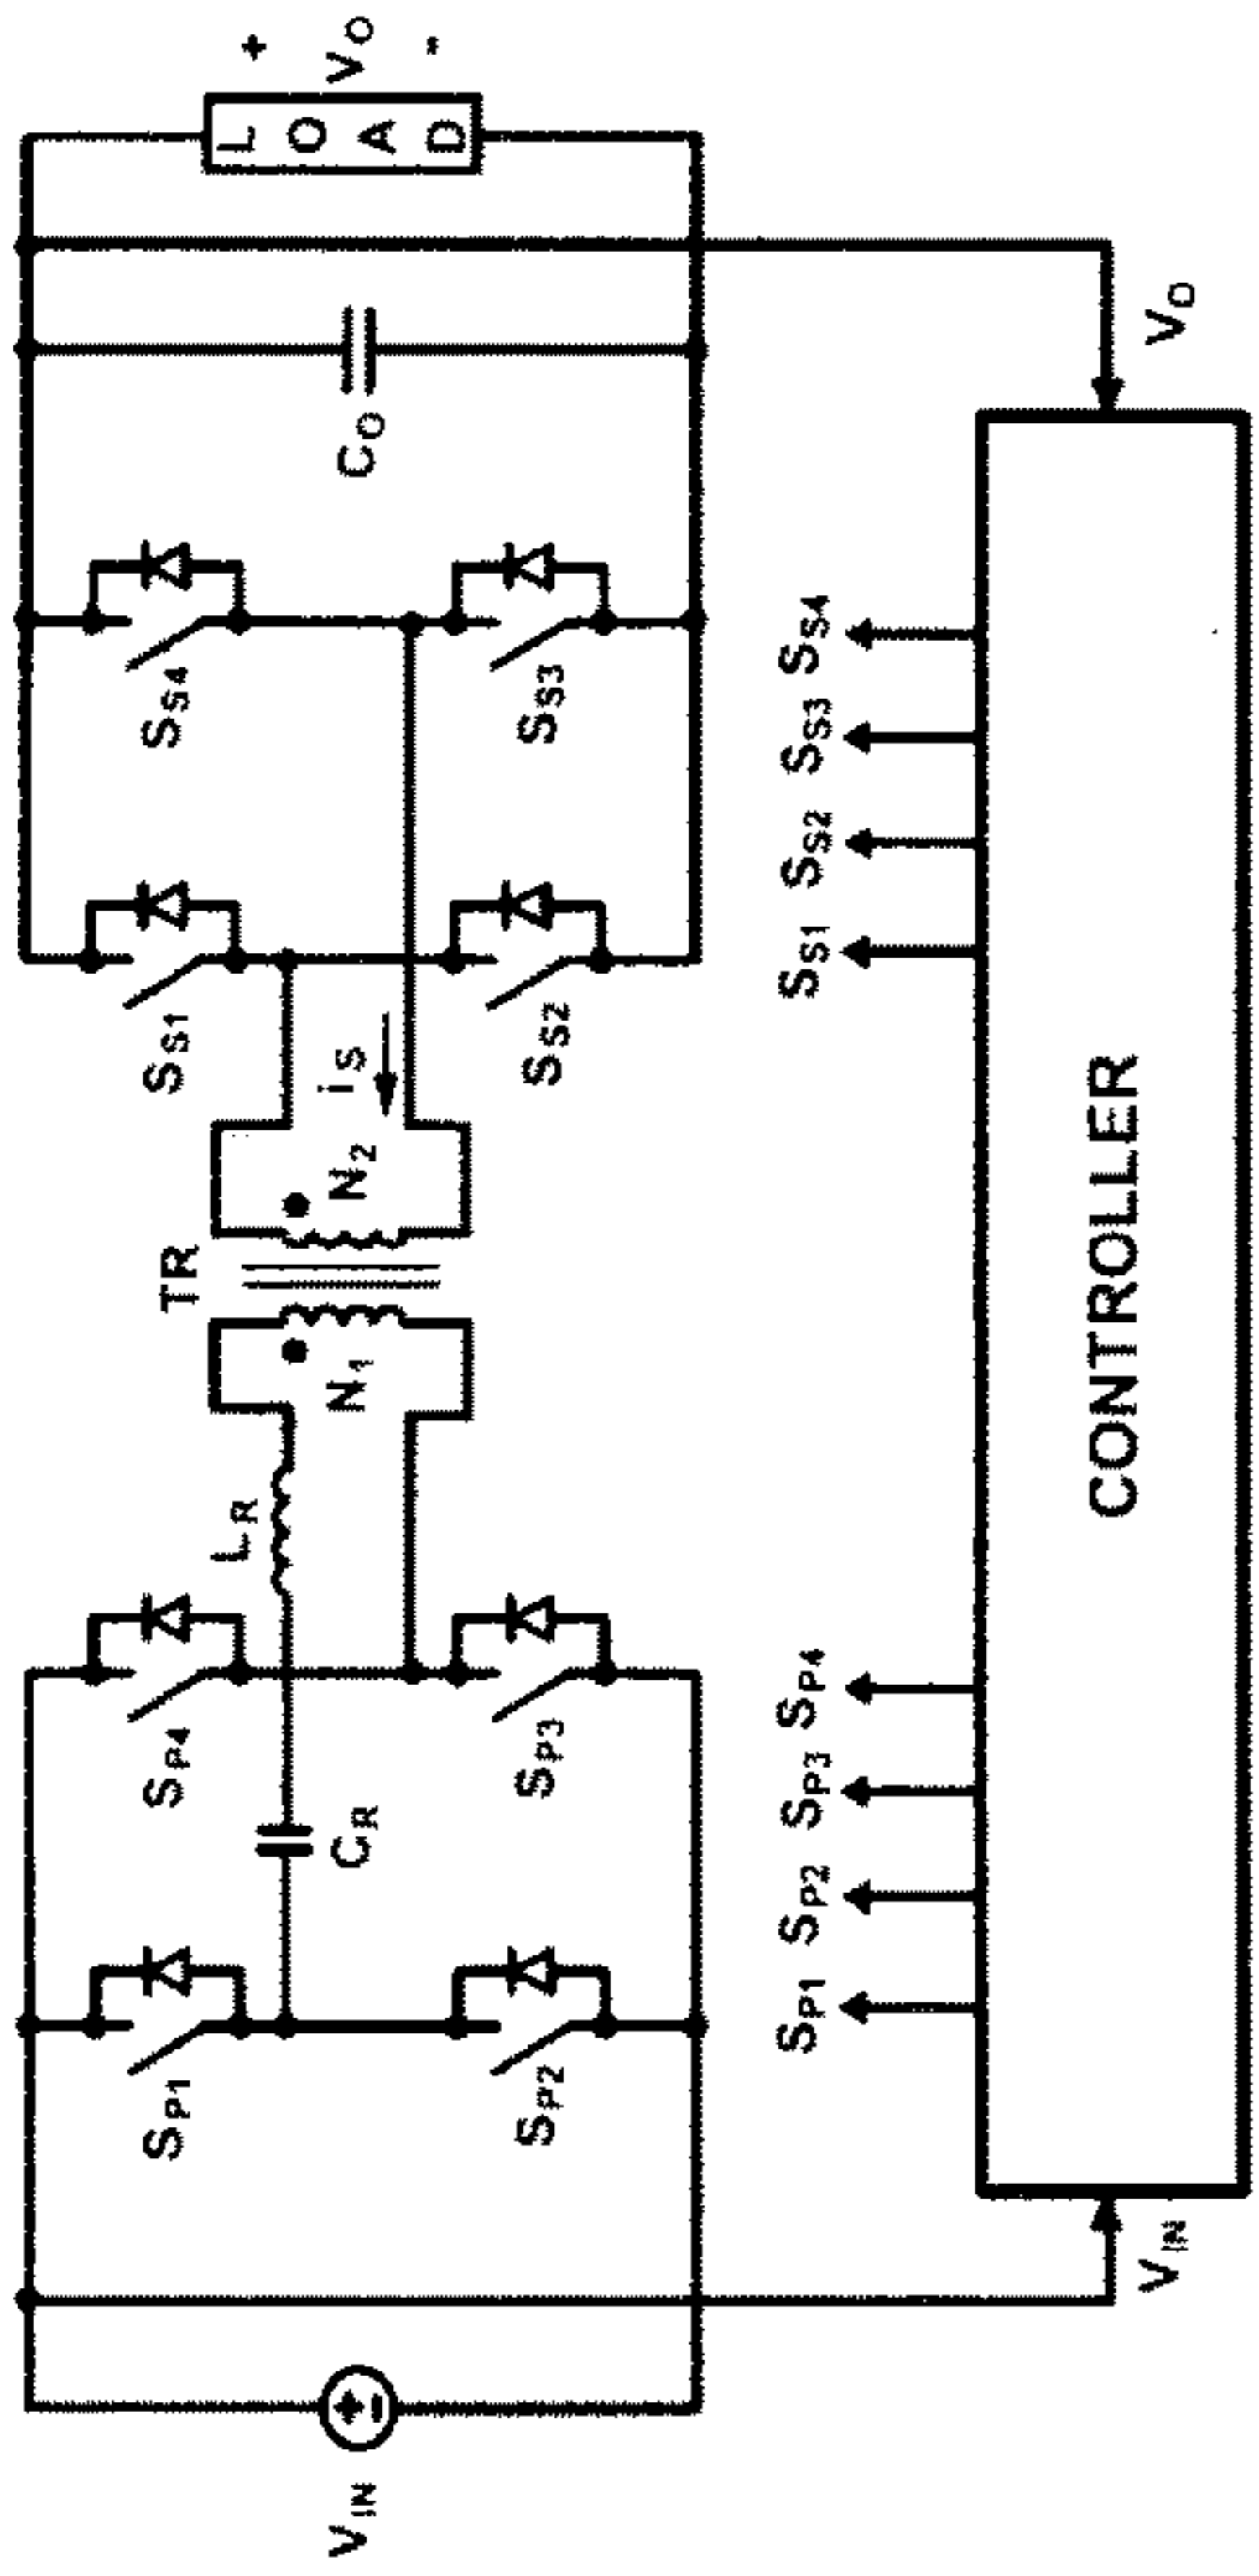 VIN
SP1
SP2
CR
SP4
SP3
LR
N1
TR
N2
iS
SS1
SS2
SS4
SS3
CO
LOAD
+
VO
-
VIN
SP1
SP2
SP3
SP4
SS1
SS2
SS3
SS4
VO
CONTROLLER